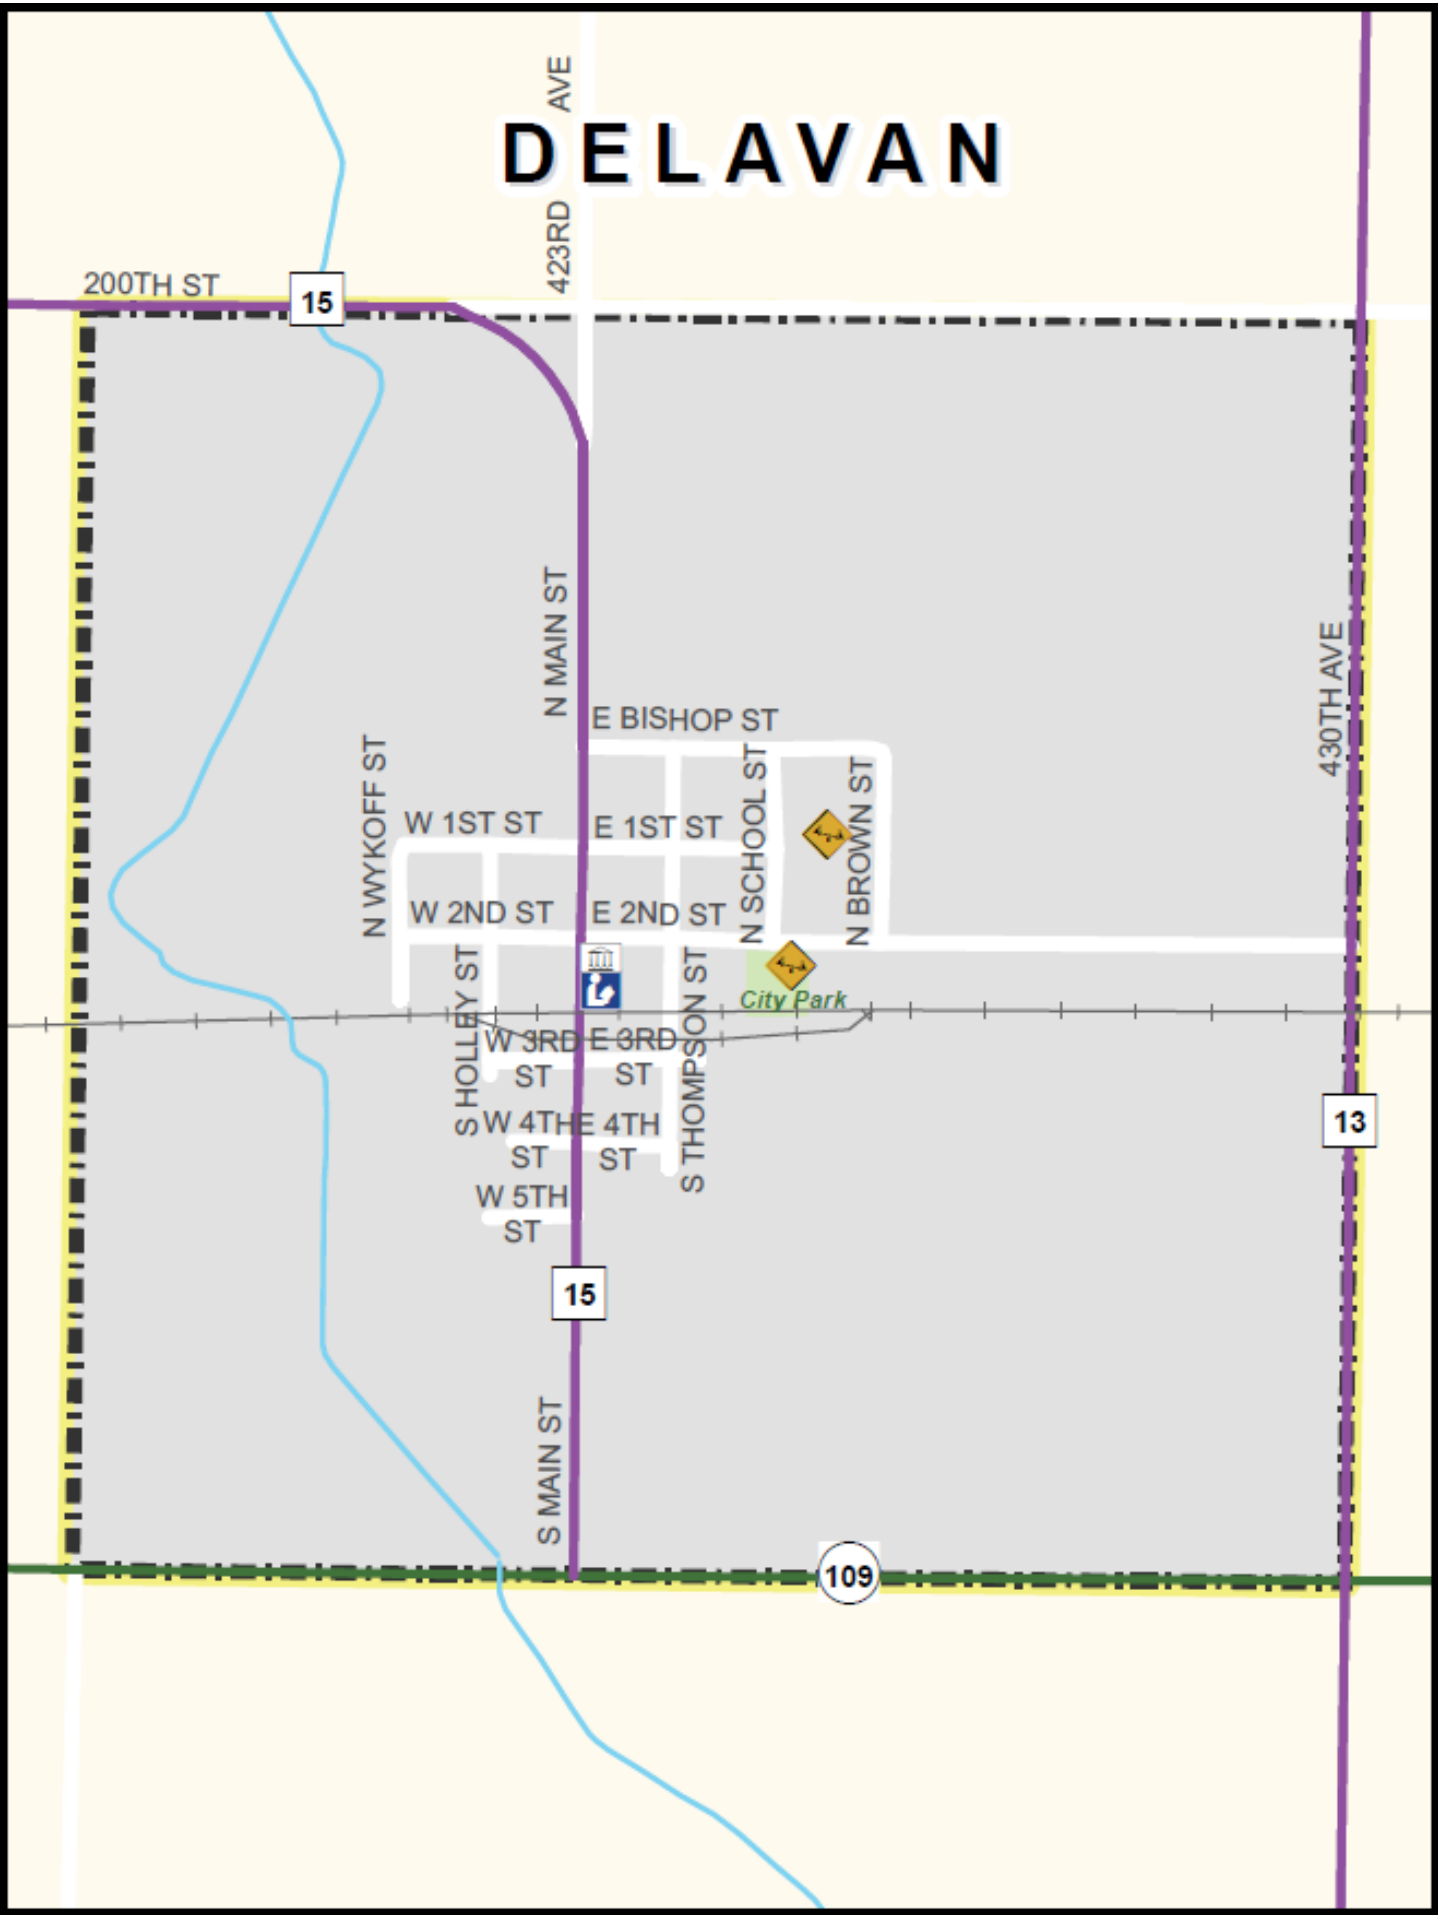 423RD AVE
DELAVAN
200TH ST
15
N MAIN ST
430TH AVE
E BISHOP ST
N WYKOFF ST
N SCHOOL ST
N BROWN ST
W 1ST ST
E 1ST ST
W 2ND ST
E 2ND ST
S HOLLEY ST
S THOMPSON ST
City Park
W 3RD
ST
E 3RD
ST
W 4TH
ST
E 4TH
ST
13
W 5TH
ST
15
S MAIN ST
109